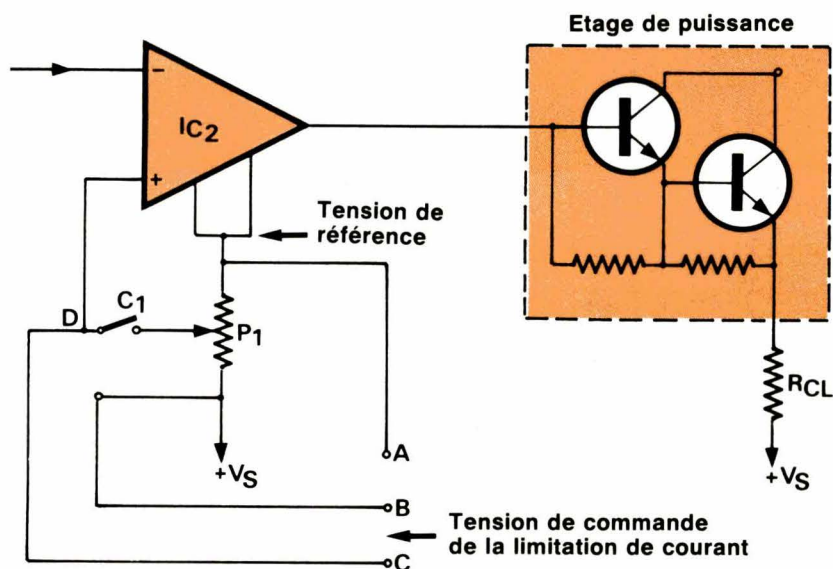 Etage de puissance
−
IC2
+
Tension de
référence
D
C1
P1
RCL
+VS
A
+VS
B
Tension de commande
de la limitation de courant
C